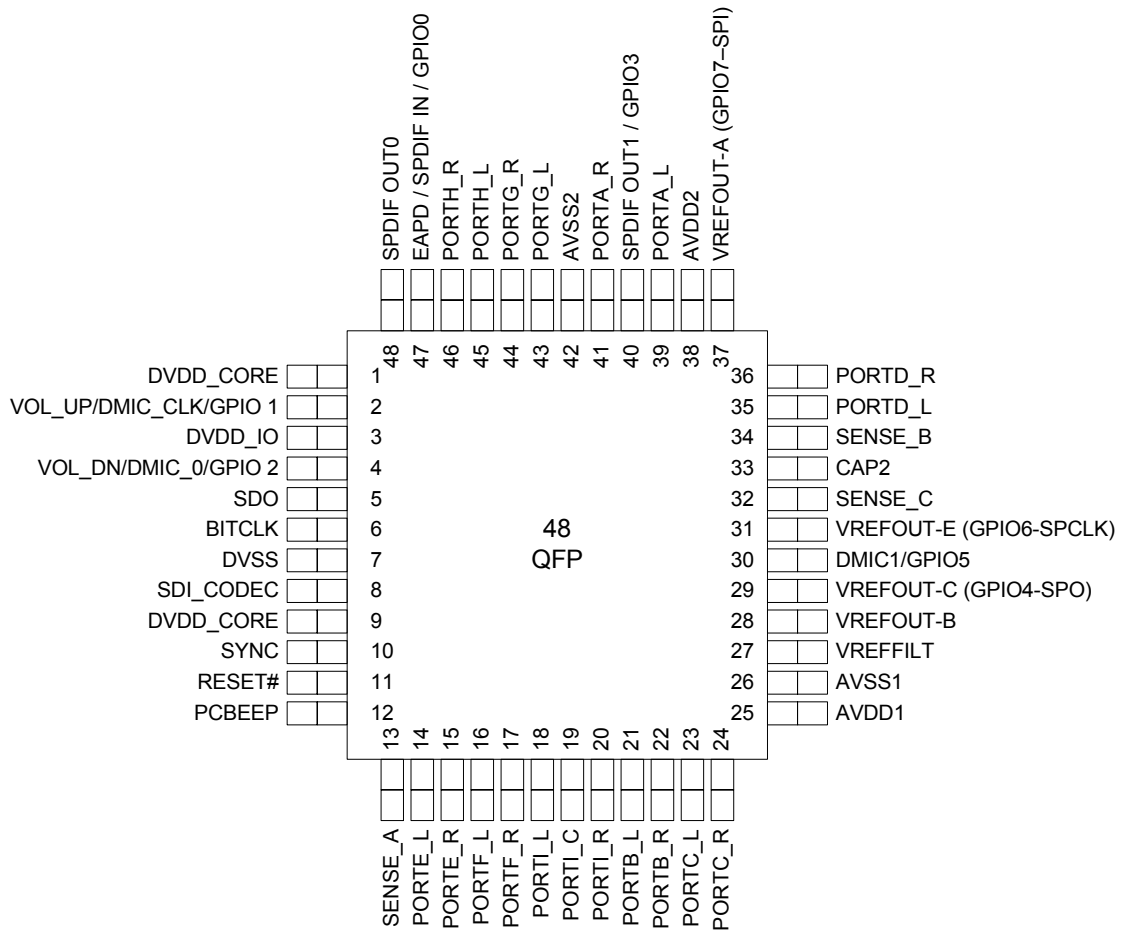 SPDIF OUT0
EAPD / SPDIF IN / GPIO0
PORTH_R
PORTH_L
PORTG_R
PORTG_L
AVSS2
PORTA_R
SPDIF OUT1 / GPIO3
PORTA_L
AVDD2
VREFOUT-A (GPIO7–SPI)
48
47
46
45
44
43
42
41
40
39
38
37
DVDD_CORE 1
VOL_UP/DMIC_CLK/GPIO 1 2
DVDD_IO 3
VOL_DN/DMIC_0/GPIO 2 4
SDO 5
BITCLK 6
DVSS 7
SDI_CODEC 8
DVDD_CORE 9
SYNC 10
RESET# 11
PCBEEP 12
48
QFP
36 PORTD_R
35 PORTD_L
34 SENSE_B
33 CAP2
32 SENSE_C
31 VREFOUT-E (GPIO6-SPCLK)
30 DMIC1/GPIO5
29 VREFOUT-C (GPIO4-SPO)
28 VREFOUT-B
27 VREFFILT
26 AVSS1
25 AVDD1
13
14
15
16
17
18
19
20
21
22
23
24
SENSE_A
PORTE_L
PORTE_R
PORTF_L
PORTF_R
PORTI_L
PORTI_C
PORTI_R
PORTB_L
PORTB_R
PORTC_L
PORTC_R